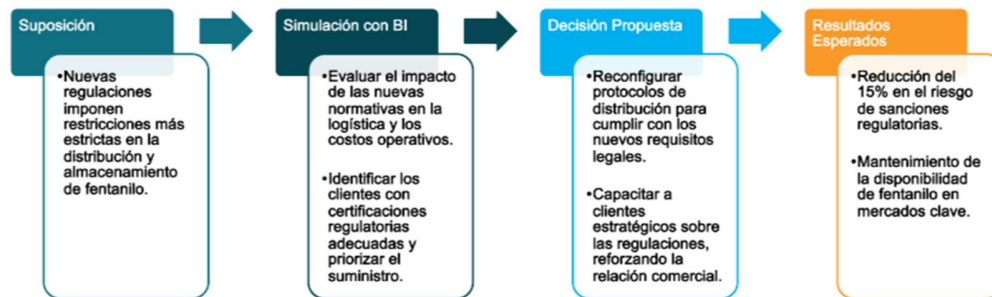 Suposición
•Nuevas
regulaciones
imponen
restricciones más
estrictas en la
distribución y
almacenamiento
de fentanilo.
Simulación con BI
•Evaluar el impacto
de las nuevas
normativas en la
logística y los
costos operativos.
•Identificar los
clientes con
certificaciones
regulatorias
adecuadas y
priorizar el
suministro.
Decisión Propuesta
•Reconfigurar
protocolos de
distribución para
cumplir con los
nuevos requisitos
legales.
•Capacitar a
clientes
estratégicos sobre
las regulaciones,
reforzando la
relación comercial.
Resultados
Esperados
•Reducción del
15% en el riesgo
de sanciones
regulatorias.
•Mantenimiento de
la disponibilidad
de fentanilo en
mercados clave.